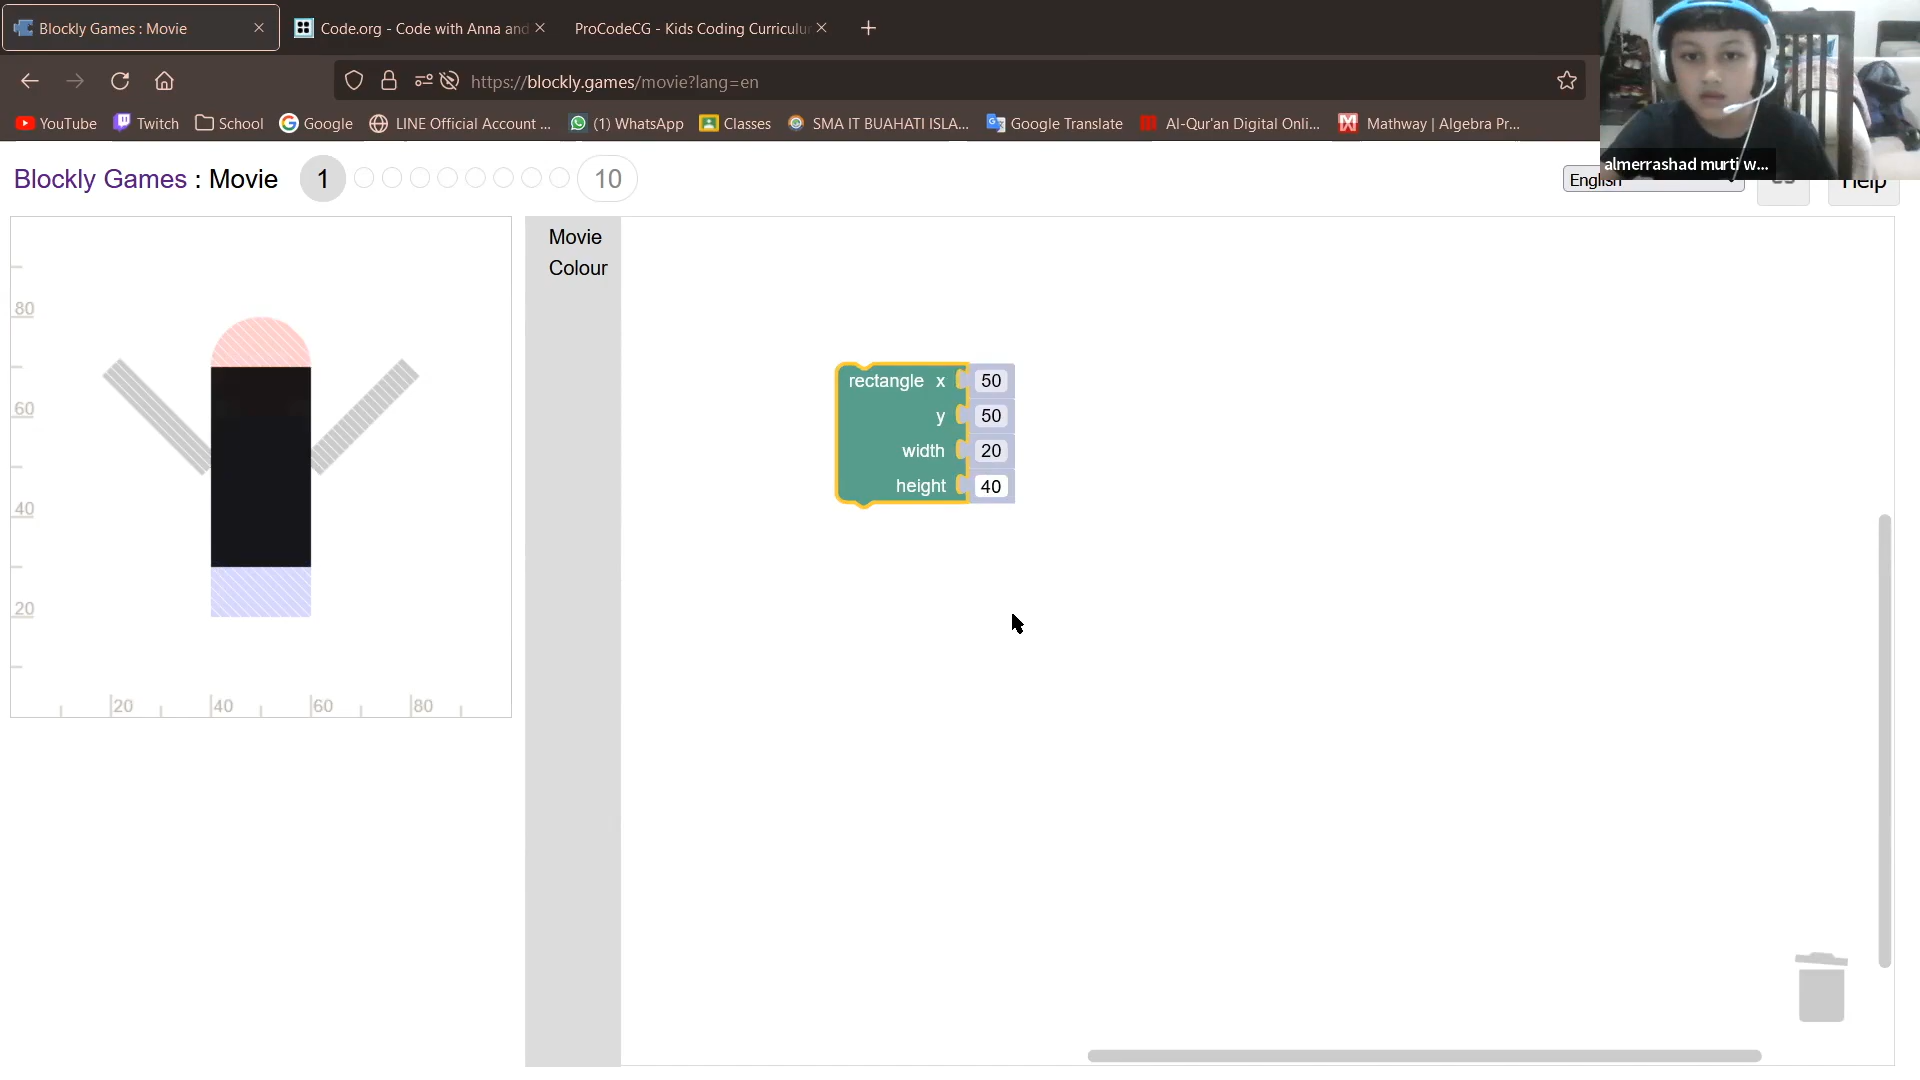 Blockly Games : Movie
Code.org - Code with Anna and
ProCodeCG - Kids Coding Curriculu
https://blockly.games/movie?lang=en
YouTube
Twitch
School
Google
LINE Official Account ...
(1) WhatsApp
Classes
SMA IT BUAHATI ISLA...
Google Translate
Al-Qur'an Digital Onli...
Mathway | Algebra Pr...
almerrashad murti w...
Blockly Games : Movie
1
10
English
Help
80
60
40
20
20
40
60
80
Movie
Colour
rectangle x 50
y 50
width 20
height 40